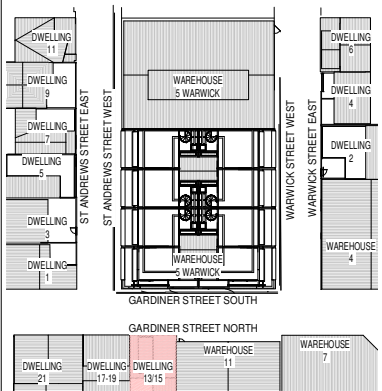 DWELLING
11
DWELLING
9
DWELLING
7
DWELLING
5
DWELLING
3
DWELLING
1
ST ANDREWS STREET EAST
ST ANDREWS STREET WEST
WAREHOUSE
5 WARWICK
WAREHOUSE
5 WARWICK
WARWICK STREET WEST
WARWICK STREET EAST
DWELLING
6
DWELLING
4
DWELLING
2
WAREHOUSE
4
GARDINER STREET SOUTH
GARDINER STREET NORTH
DWELLING
21
DWELLING
17-19
DWELLING
13/15
WAREHOUSE
11
WAREHOUSE
7